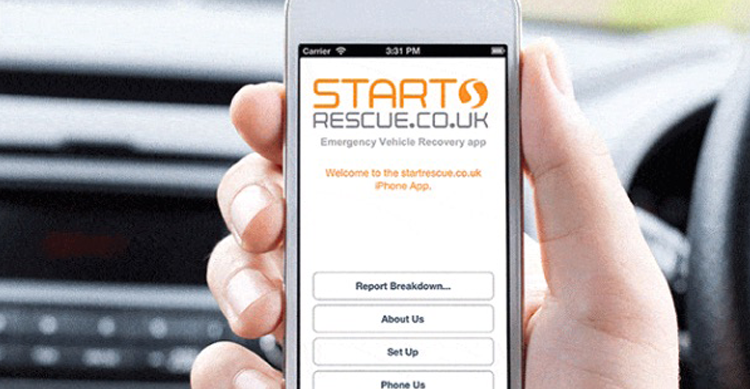 Carrier 3:31 PM
START
RESCUE.CO.UK
Emergency Vehicle Recovery app
Welcome to the startrescue.co.uk
iPhone App.
Report Breakdown...
About Us
Set Up
Phone Us